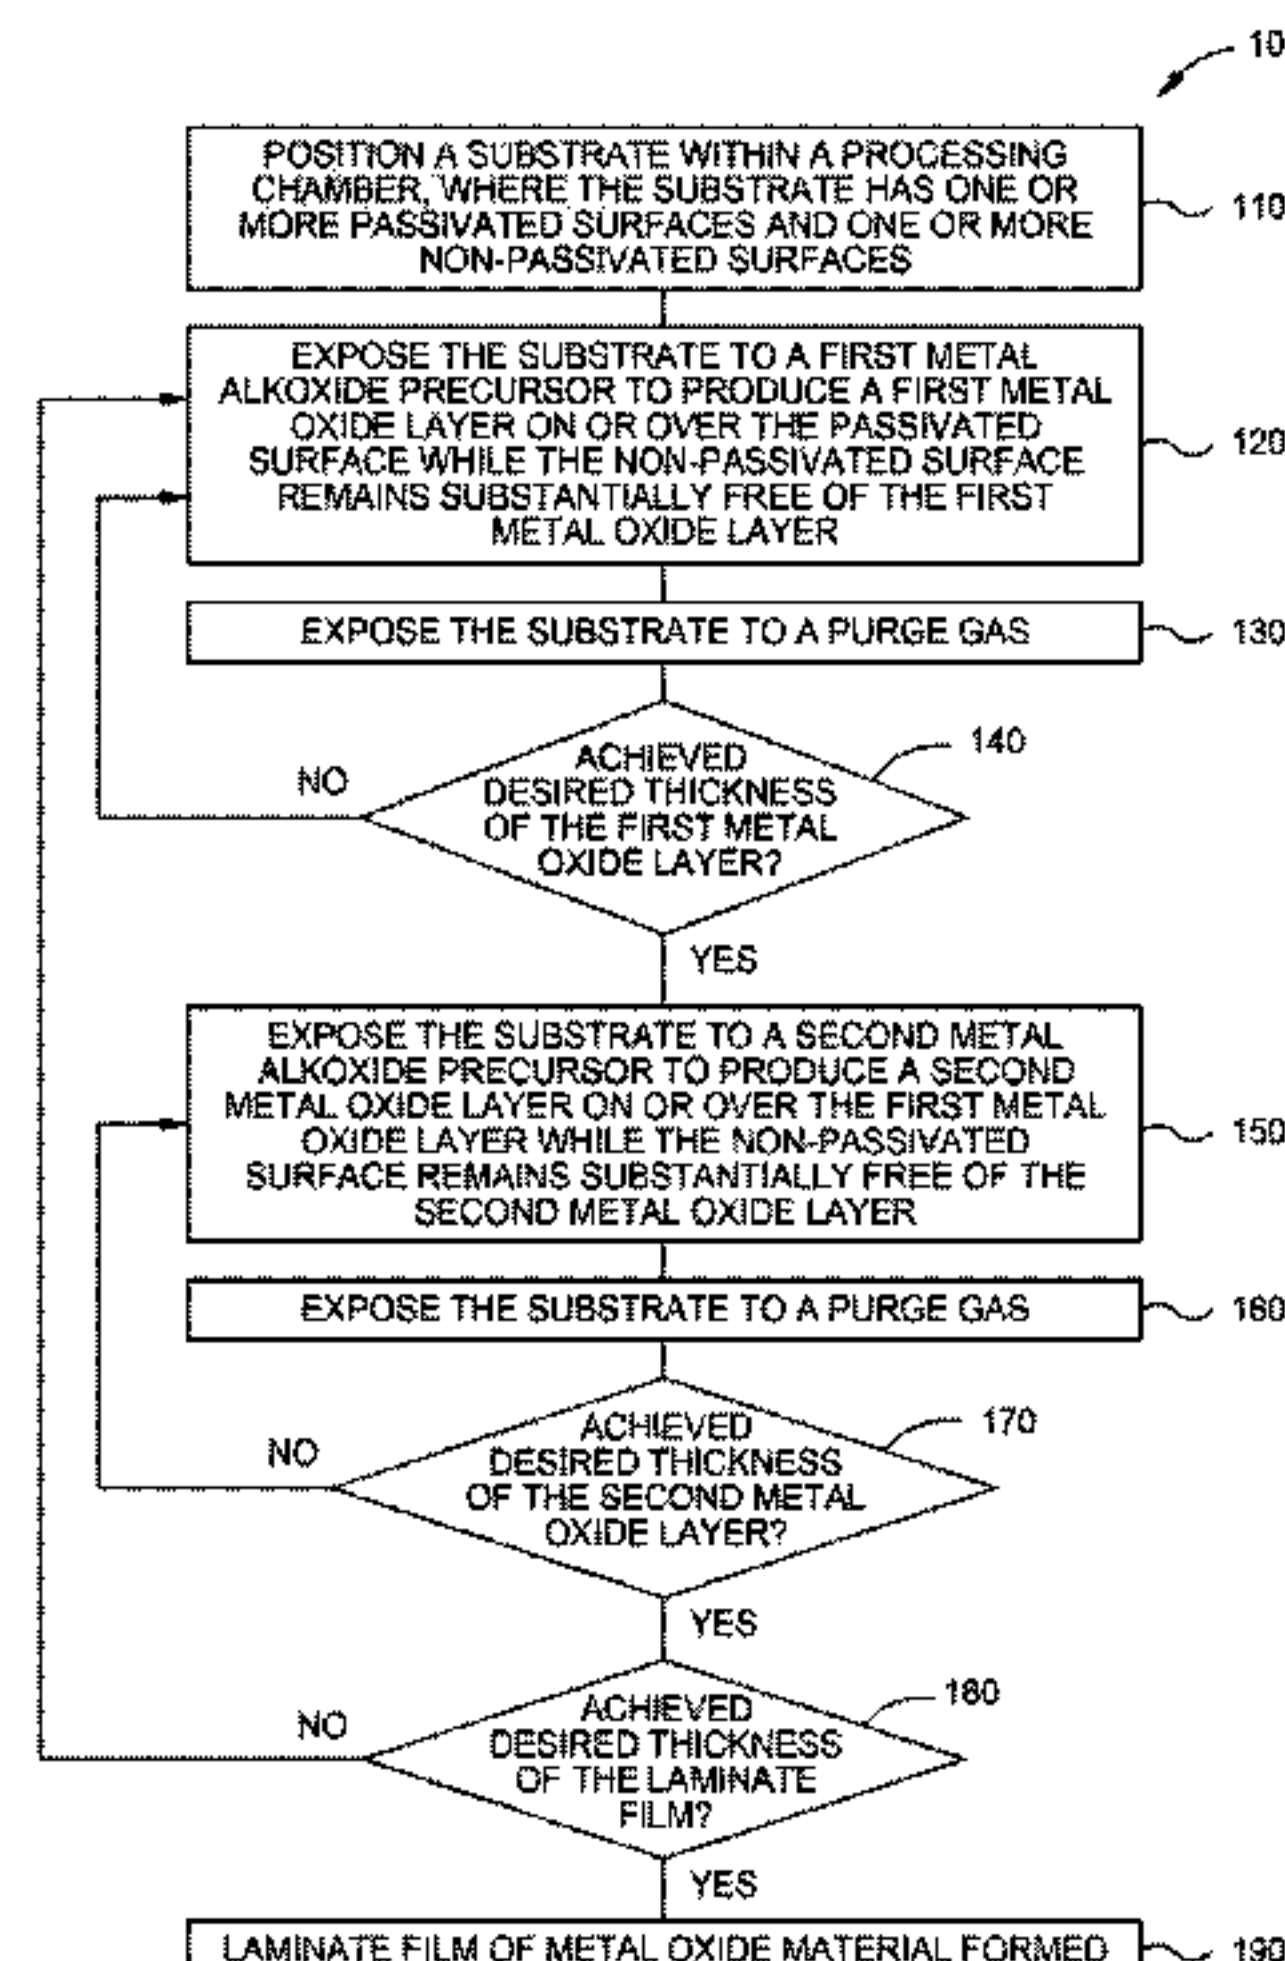 10
POSITION A SUBSTRATE WITHIN A PROCESSING
CHAMBER, WHERE THE SUBSTRATE HAS ONE OR
MORE PASSIVATED SURFACES AND ONE OR MORE
NON-PASSIVATED SURFACES
110
EXPOSE THE SUBSTRATE TO A FIRST METAL
ALKOXIDE PRECURSOR TO PRODUCE A FIRST METAL
OXIDE LAYER ON OR OVER THE PASSIVATED
SURFACE WHILE THE NON-PASSIVATED SURFACE
REMAINS SUBSTANTIALLY FREE OF THE FIRST
METAL OXIDE LAYER
120
EXPOSE THE SUBSTRATE TO A PURGE GAS
130
ACHIEVED
DESIRED THICKNESS
OF THE FIRST METAL
OXIDE LAYER?
140
NO
YES
EXPOSE THE SUBSTRATE TO A SECOND METAL
ALKOXIDE PRECURSOR TO PRODUCE A SECOND
METAL OXIDE LAYER ON OR OVER THE FIRST METAL
OXIDE LAYER WHILE THE NON-PASSIVATED
SURFACE REMAINS SUBSTANTIALLY FREE OF THE
SECOND METAL OXIDE LAYER
150
EXPOSE THE SUBSTRATE TO A PURGE GAS
160
ACHIEVED
DESIRED THICKNESS
OF THE SECOND METAL
OXIDE LAYER?
170
NO
YES
ACHIEVED
DESIRED THICKNESS
OF THE LAMINATE
FILM?
180
NO
YES
LAMINATE FILM OF METAL OXIDE MATERIAL FORMED
190